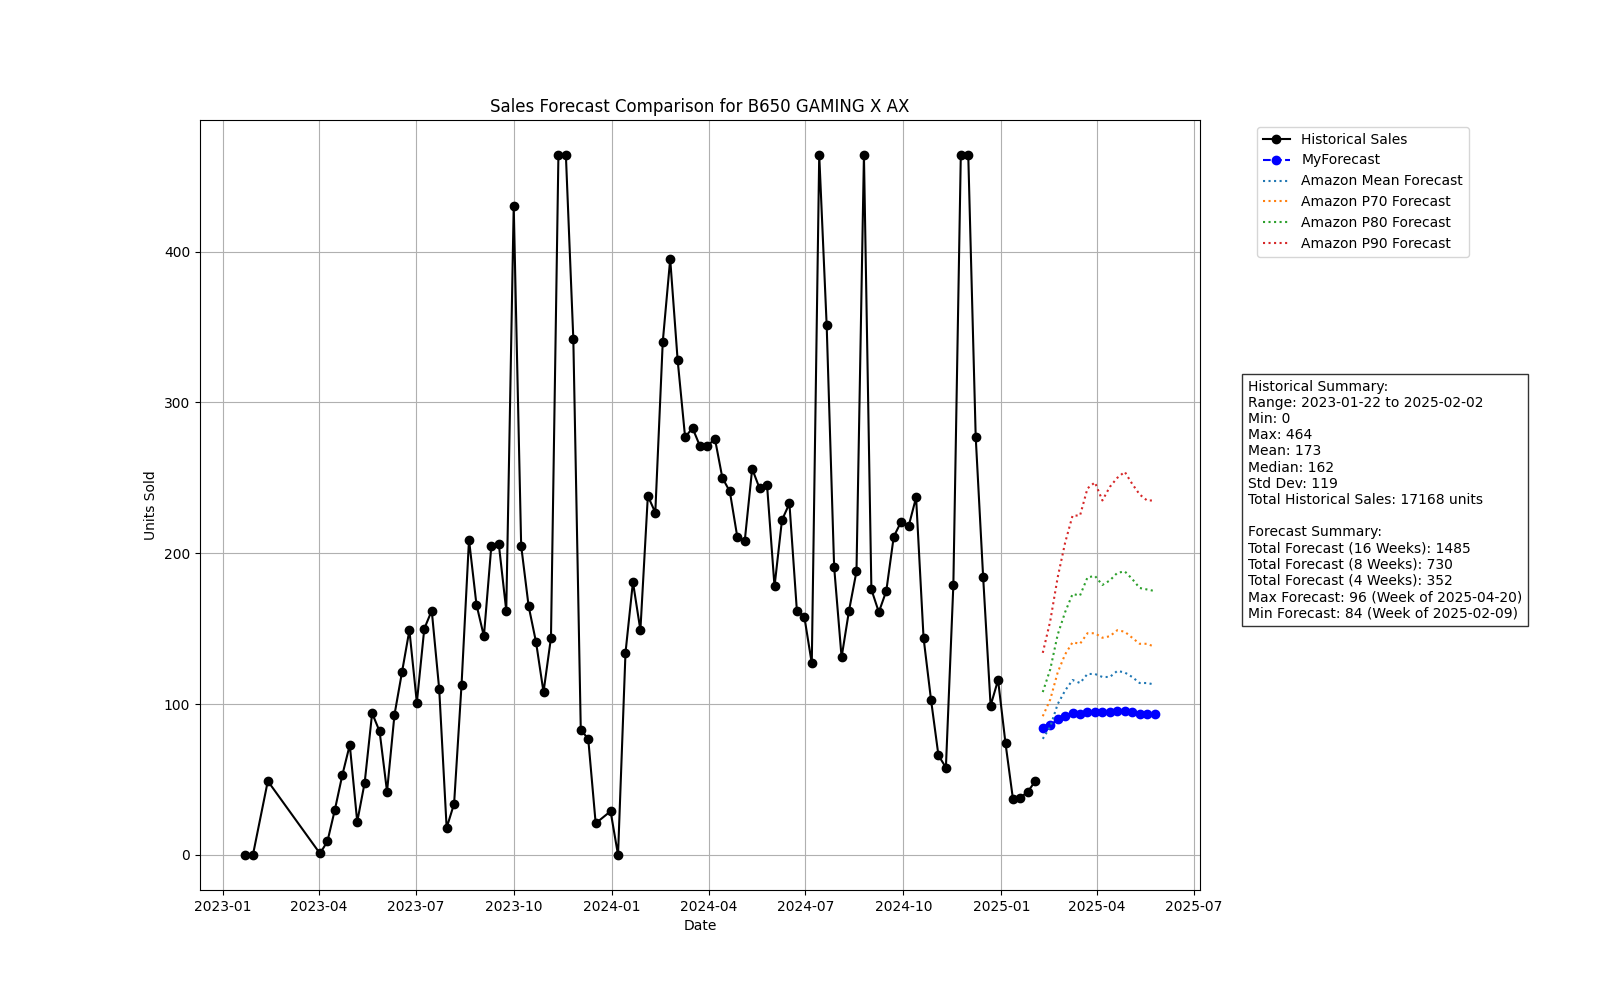 Sales Forecast Comparison for B650 GAMING X AX
Historical Sales
MyForecast
Amazon Mean Forecast
Amazon P70 Forecast
Amazon P80 Forecast
Amazon P90 Forecast
400
300
200
100
0
Units Sold
Historical Summary:
Range: 2023-01-22 to 2025-02-02
Min: 0
Max: 464
Mean: 173
Median: 162
Std Dev: 119
Total Historical Sales: 17168 units
Forecast Summary:
Total Forecast (16 Weeks): 1485
Total Forecast (8 Weeks): 730
Total Forecast (4 Weeks): 352
Max Forecast: 96 (Week of 2025-04-20)
Min Forecast: 84 (Week of 2025-02-09)
2023-01 2023-04 2023-07 2023-10 2024-01 2024-04 2024-07 2024-10 2025-01 2025-04 2025-07
Date